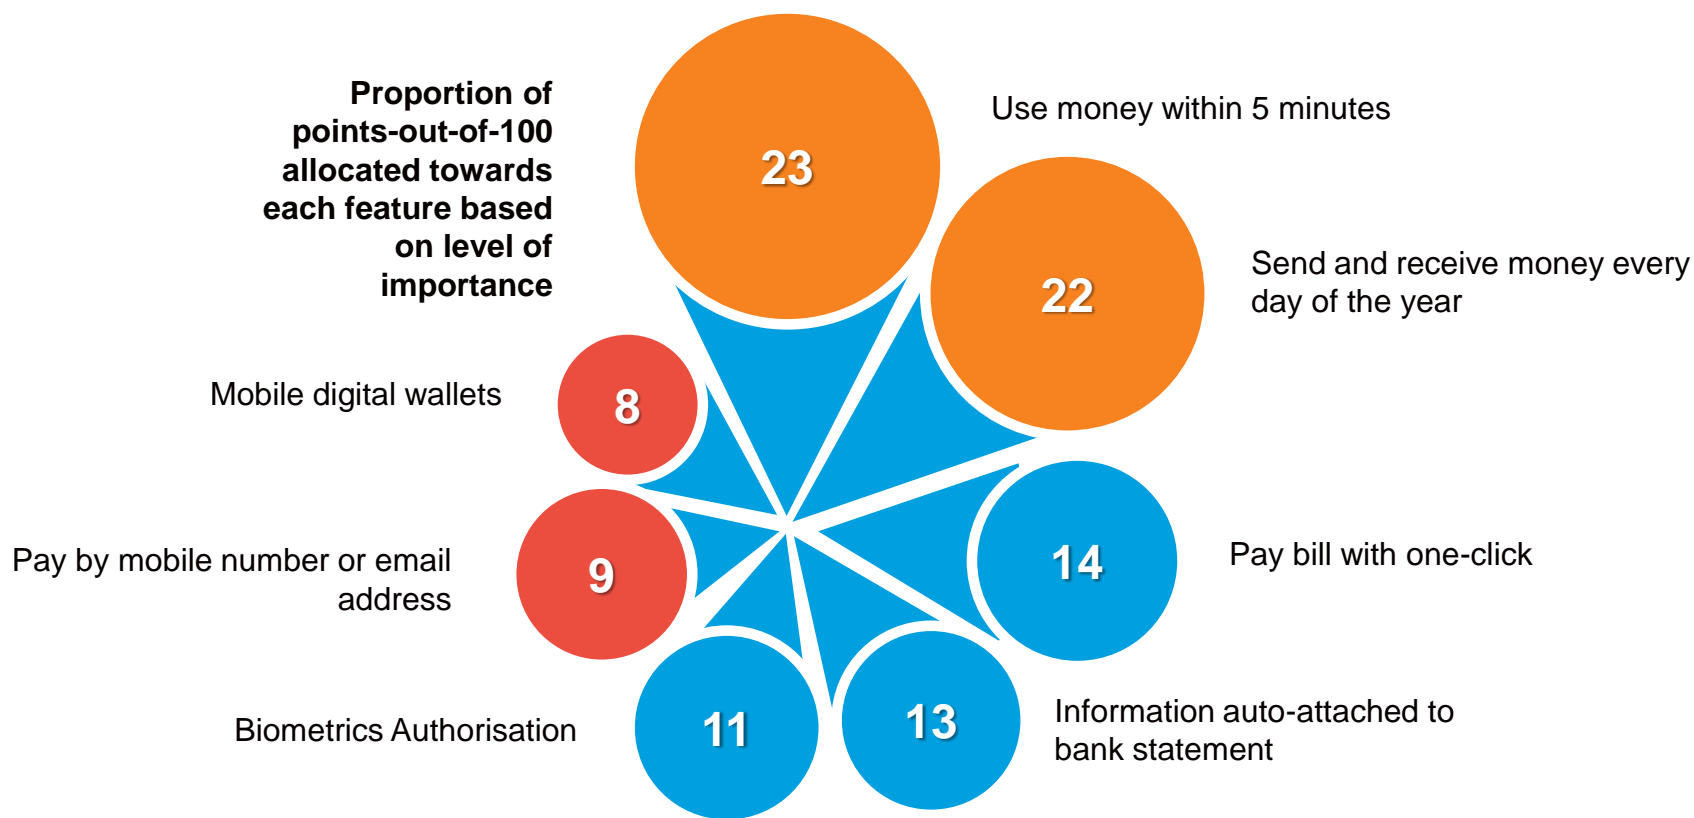 Proportion of
points-out-of-100
allocated towards
each feature based
on level of
importance
23
Use money within 5 minutes
22
Send and receive money every
day of the year
14
Pay bill with one-click
13
Information auto-attached to
bank statement
11
Biometrics Authorisation
9
Pay by mobile number or email
address
8
Mobile digital wallets